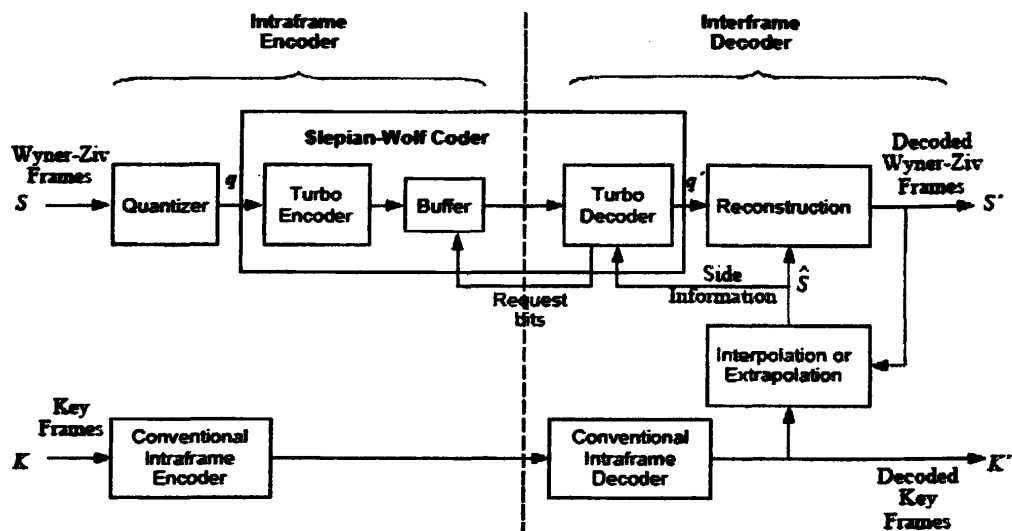 Intraframe
Encoder
Interframe
Decoder
Slepian-Wolf Coder
Wyner-Ziv
Frames
S
Quantizer
q
Turbo
Encoder
Buffer
Turbo
Decoder
q'
Reconstruction
Decoded
Wyner-Ziv
Frames
S'
Request
bits
Side
Information
Ŝ
Interpolation or
Extrapolation
Key
Frames
K
Conventional
Intraframe
Encoder
Conventional
Intraframe
Decoder
K'
Decoded
Key
Frames